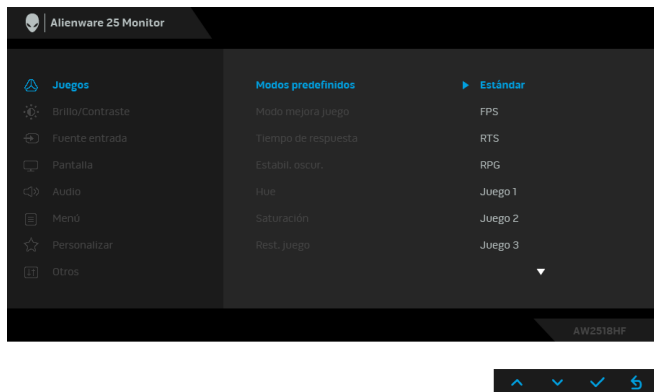 Alienware 25 Monitor
Juegos Modos predefinidos Estándar
Brillo/Contraste Modo mejora juego FPS
Fuente entrada Tiempo de respuesta RTS
Pantalla Estabil. oscur. RPG
Audio Hue Juego 1
Menú Saturación Juego 2
Personalizar Rest. juego Juego 3
Otros
AW2518HF